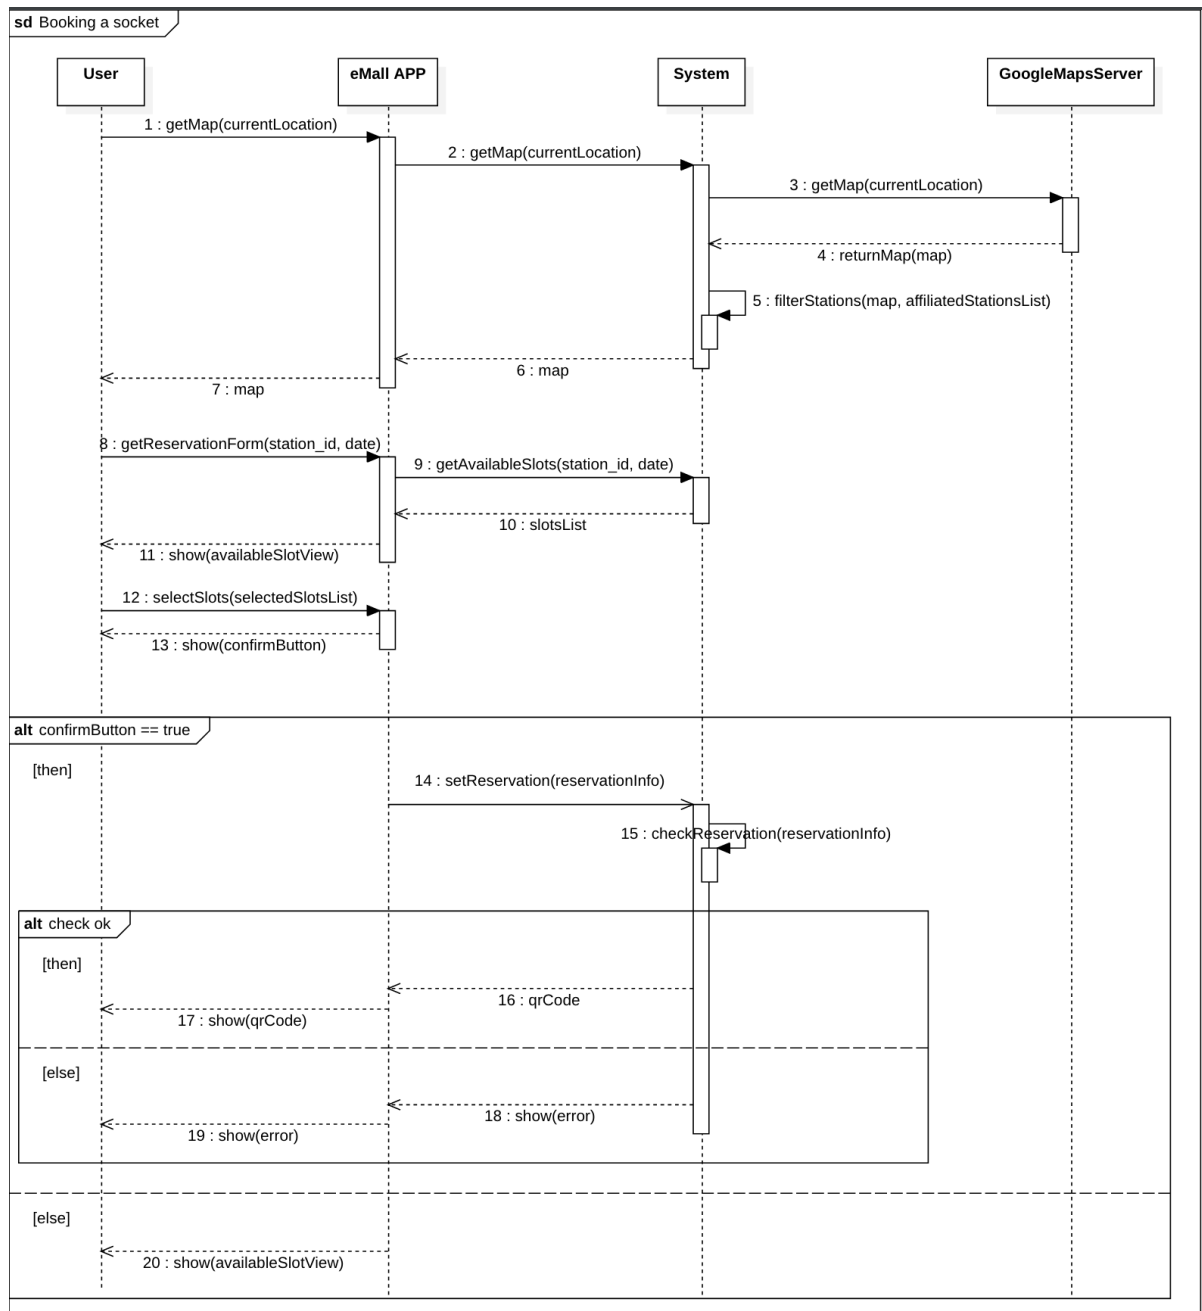 sd Booking a socket
User
eMall APP
System
GoogleMapsServer
1 : getMap(currentLocation)
2 : getMap(currentLocation)
3 : getMap(currentLocation)
4 : returnMap(map)
5 : filterStations(map, affiliatedStationsList)
6 : map
7 : map
8 : getReservationForm(station_id, date)
9 : getAvailableSlots(station_id, date)
10 : slotsList
11 : show(availableSlotView)
12 : selectSlots(selectedSlotsList)
13 : show(confirmButton)
alt confirmButton == true
[then]
14 : setReservation(reservationInfo)
15 : checkReservation(reservationInfo)
alt check ok
[then]
16 : qrCode
17 : show(qrCode)
[else]
18 : show(error)
19 : show(error)
[else]
20 : show(availableSlotView)